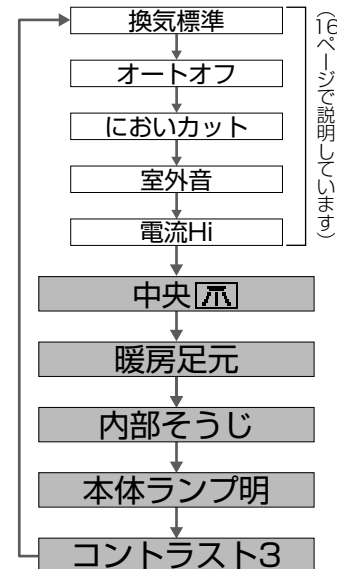 換気標準
オートオフ
においカット
室外音
電流Hi
(16ページで説明しています)
中央
暖房足元
内部そうじ
本体ランプ明
コントラスト3